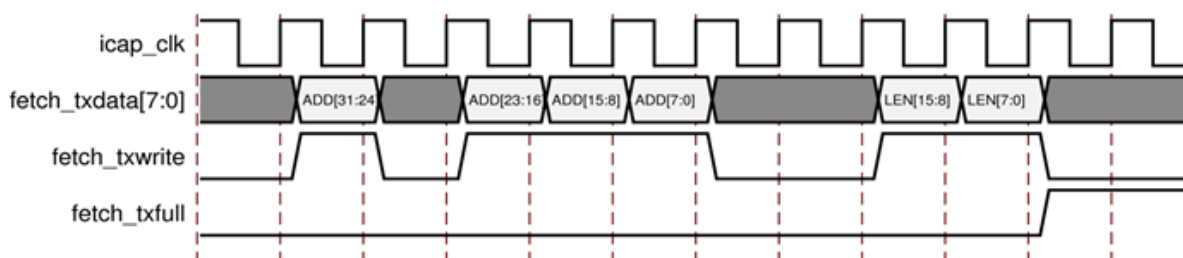 icap_clk
fetch_txdata[7:0] ADD[31:24 ADD[23:16] ADD[15:8] ADD[7:0] LEN[15:8] LEN[7:0]
fetch_txwrite
fetch_txfull